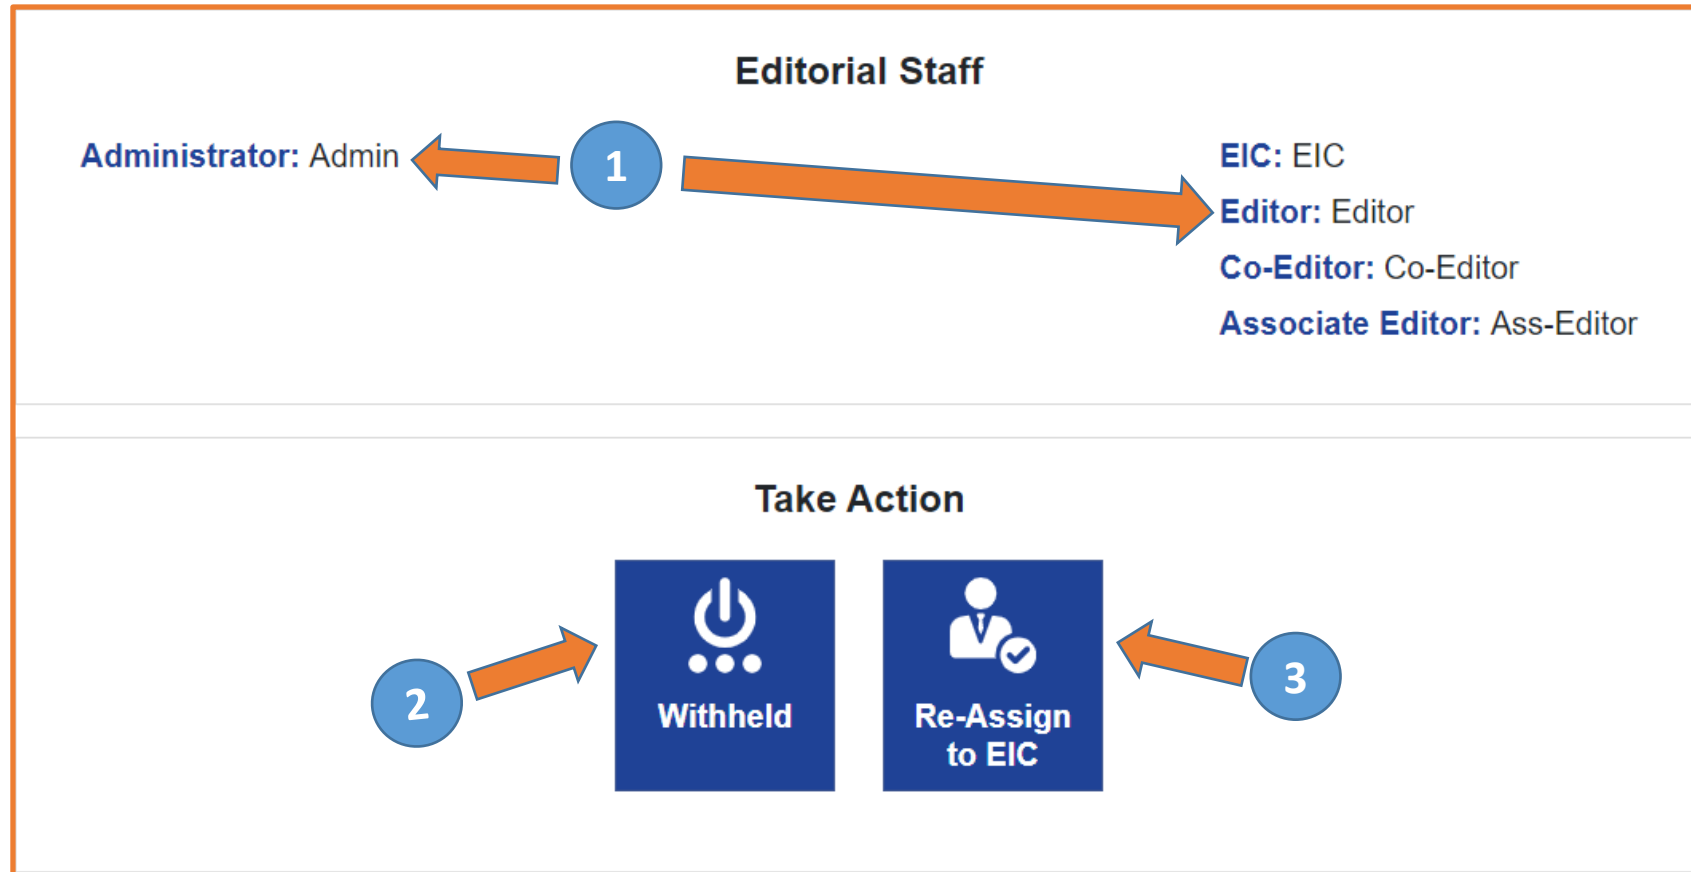 Editorial Staff
Administrator: Admin
1
EIC: EIC
Editor: Editor
Co-Editor: Co-Editor
Associate Editor: Ass-Editor
Take Action
2
Withheld
Re-Assign
to EIC
3